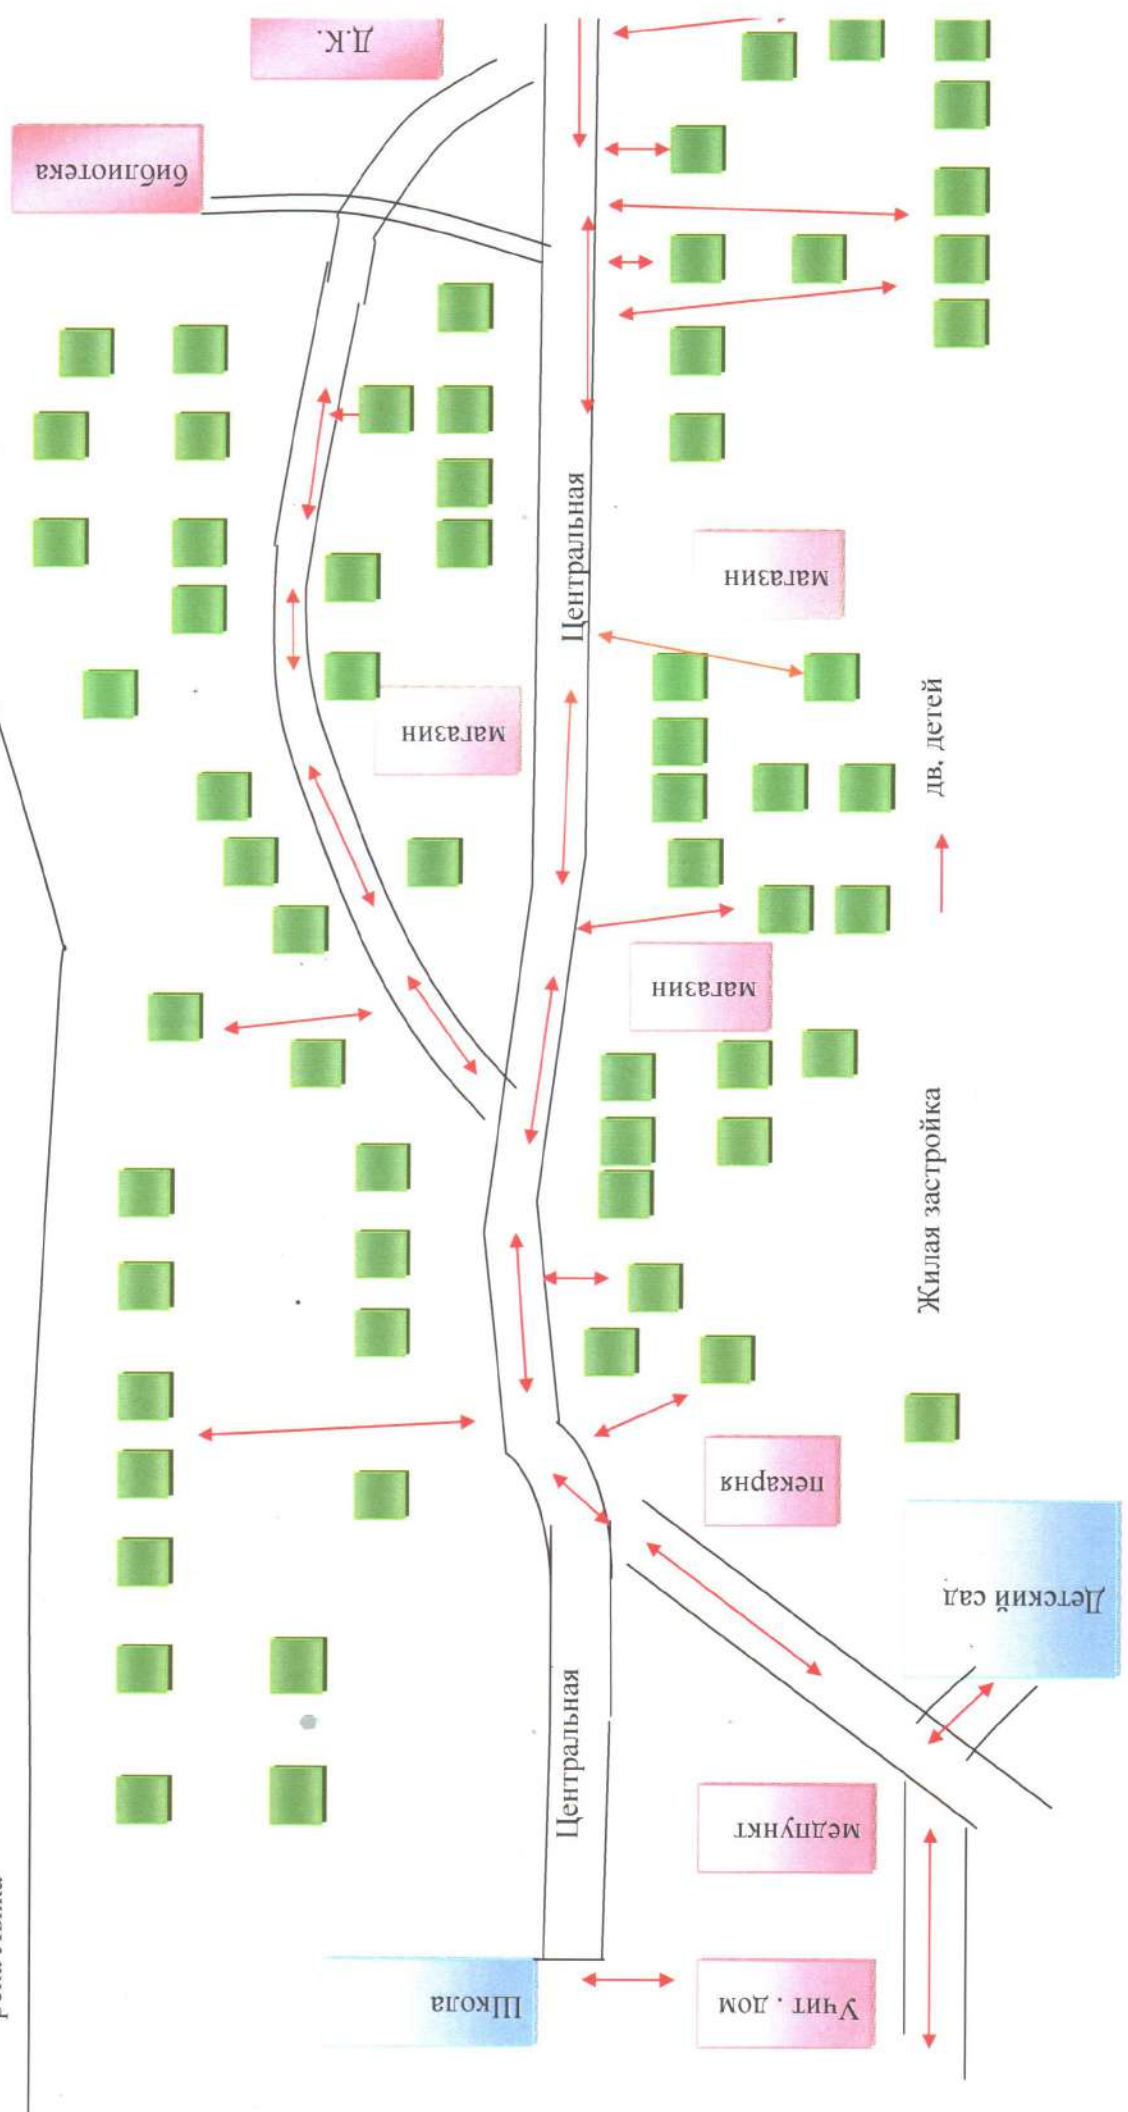 Д.К.
библиотека
магазин
Центральная
магазин
дв. детей
магазин
Жилая застройка
пекарня
Детский сад
Центральная
медпункт
Школа
Учит . дом